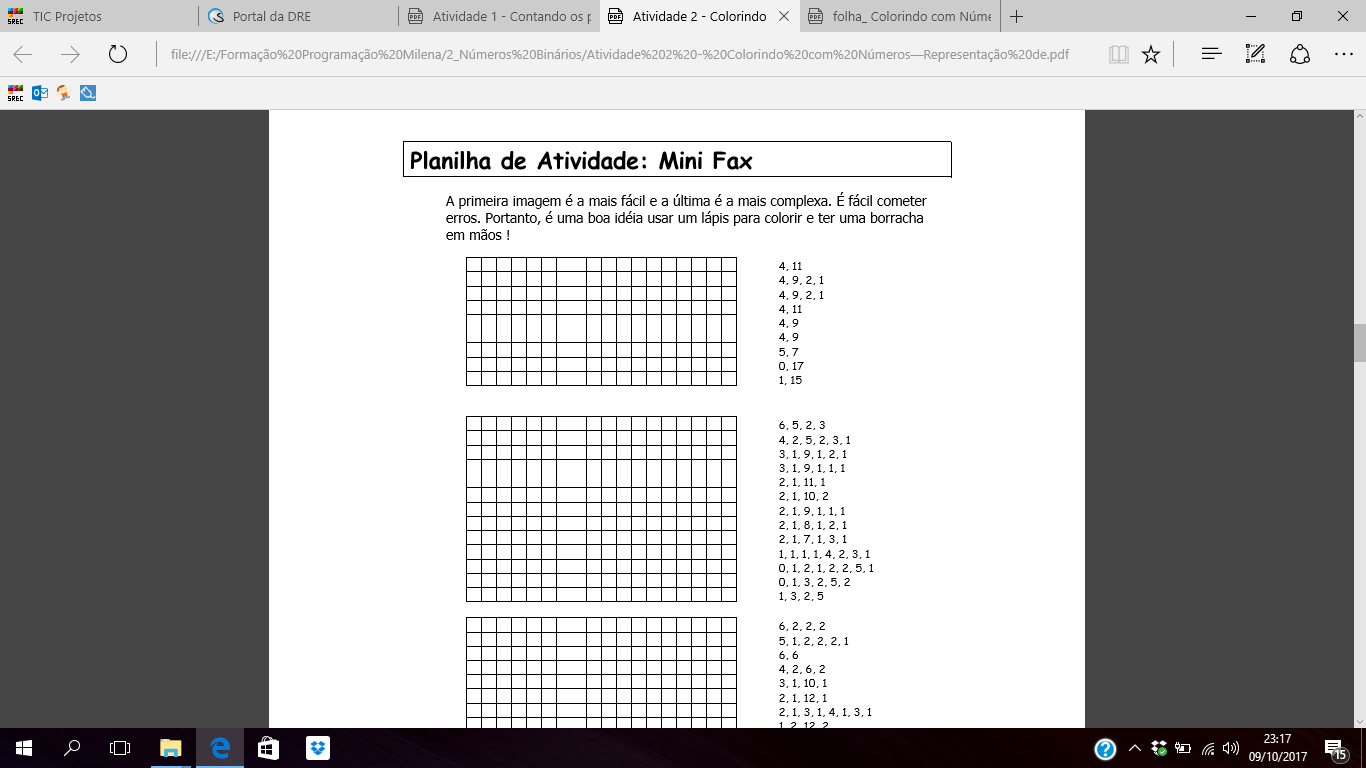 TIC Projetos
Portal da DRE
Atividade 1 - Contando os p
Atividade 2 - Colorindo
folha_ Colorindo com Núme
file:///E:/Formação%20Programação%20Milena/2_Números%20Binários/Atividade%202%20-%20Colorindo%20com%20Números—Representação%20de.pdf
Planilha de Atividade: Mini Fax
A primeira imagem é a mais fácil e a última é a mais complexa. É fácil cometer
erros. Portanto, é uma boa idéia usar um lápis para colorir e ter uma borracha
em mãos !
4, 11
4, 9, 2, 1
4, 9, 2, 1
4, 11
4, 9
4, 9
5, 7
0, 17
1, 15
6, 5, 2, 3
4, 2, 5, 2, 3, 1
3, 1, 9, 1, 2, 1
3, 1, 9, 1, 1, 1
2, 1, 11, 1
2, 1, 10, 2
2, 1, 9, 1, 1, 1
2, 1, 8, 1, 2, 1
2, 1, 7, 1, 3, 1
1, 1, 1, 1, 4, 2, 3, 1
0, 1, 2, 1, 2, 2, 5, 1
0, 1, 3, 2, 5, 2
1, 3, 2, 5
6, 2, 2, 2
5, 1, 2, 2, 2, 1
6, 6
4, 2, 6, 2
3, 1, 10, 1
2, 1, 12, 1
2, 1, 3, 1, 4, 1, 3, 1
1, 2, 12, 2
23:17
09/10/2017
15